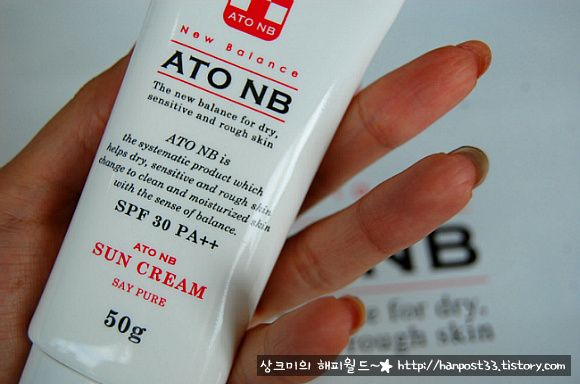 ATO NB
New Balance
ATO NB
The new balance for dry,
sensitive and rough skin
ATO NB is
the systematic product which
helps dry, sensitive and rough skin
change to clean and moisturized skin
with the sense of balance.
SPF 30 PA++
ATO NB
SUN CREAM
SAY PURE
50g
NB
ce for dry,
rough skin
상크미의 해피월드~★ http://hanpost33.tistory.com